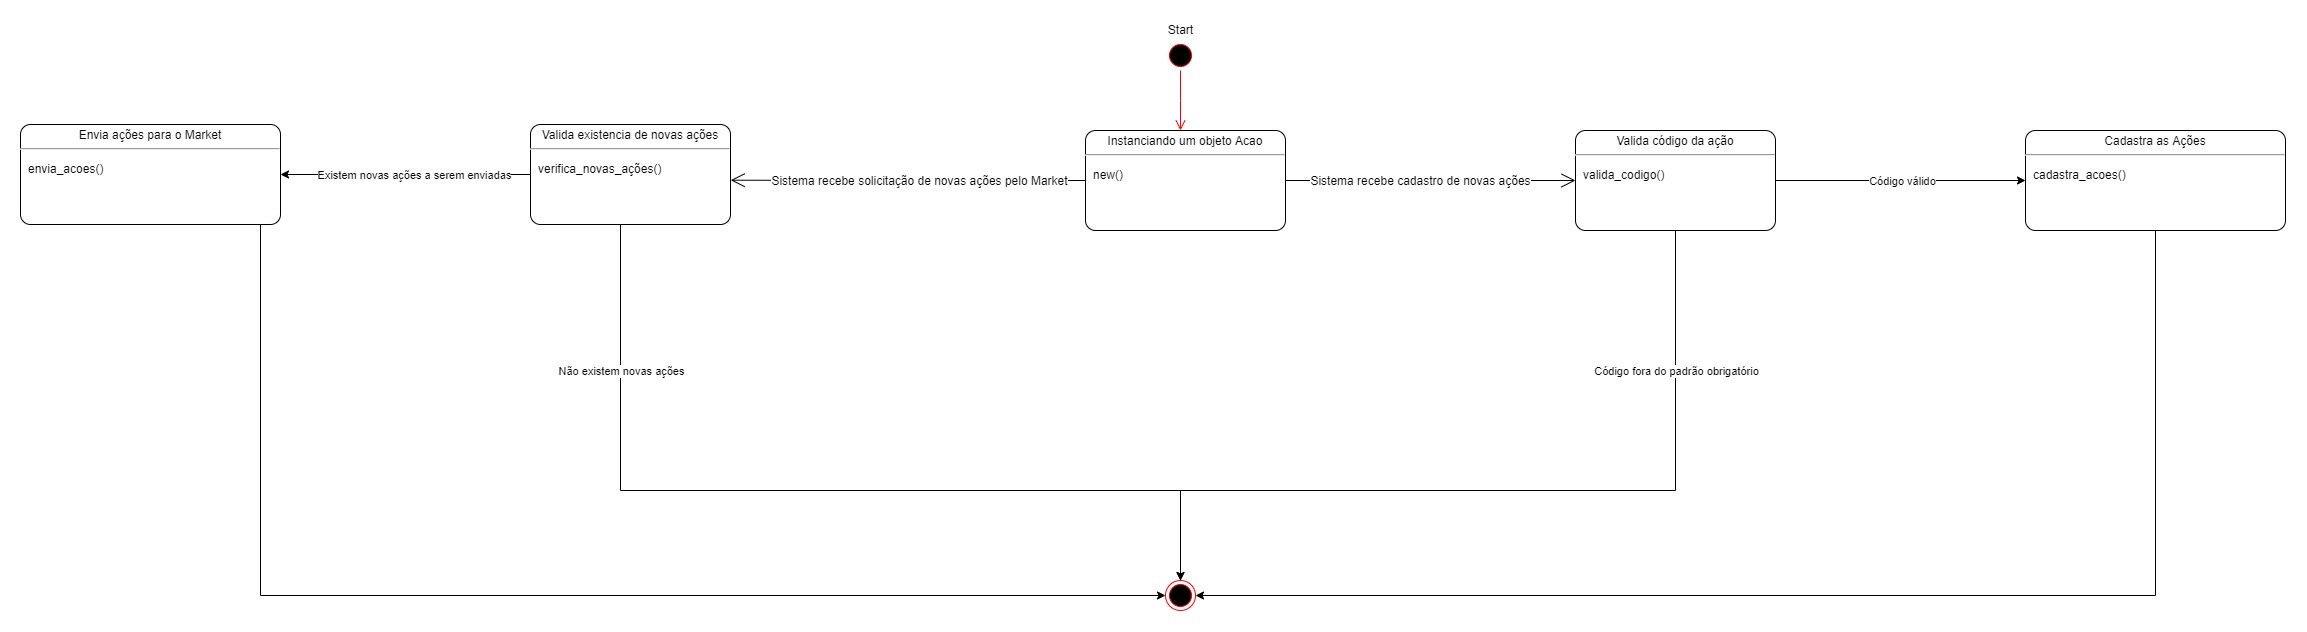 Start
Envia ações para o Market
envia_acoes()
Existem novas ações a serem enviadas
Valida existencia de novas ações
verifica_novas_ações()
Sistema recebe solicitação de novas ações pelo Market
Instanciando um objeto Acao
new()
Sistema recebe cadastro de novas ações
Valida código da ação
valida_codigo()
Código válido
Cadastra as Ações
cadastra_acoes()
Não existem novas ações
Código fora do padrão obrigatório